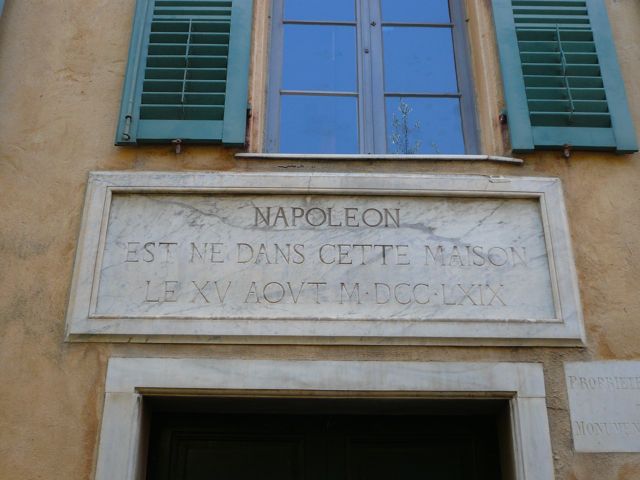 NAPOLEON
EST NE DANS CETTE MAISON
LE XV AOVT M·DCC·LXIX